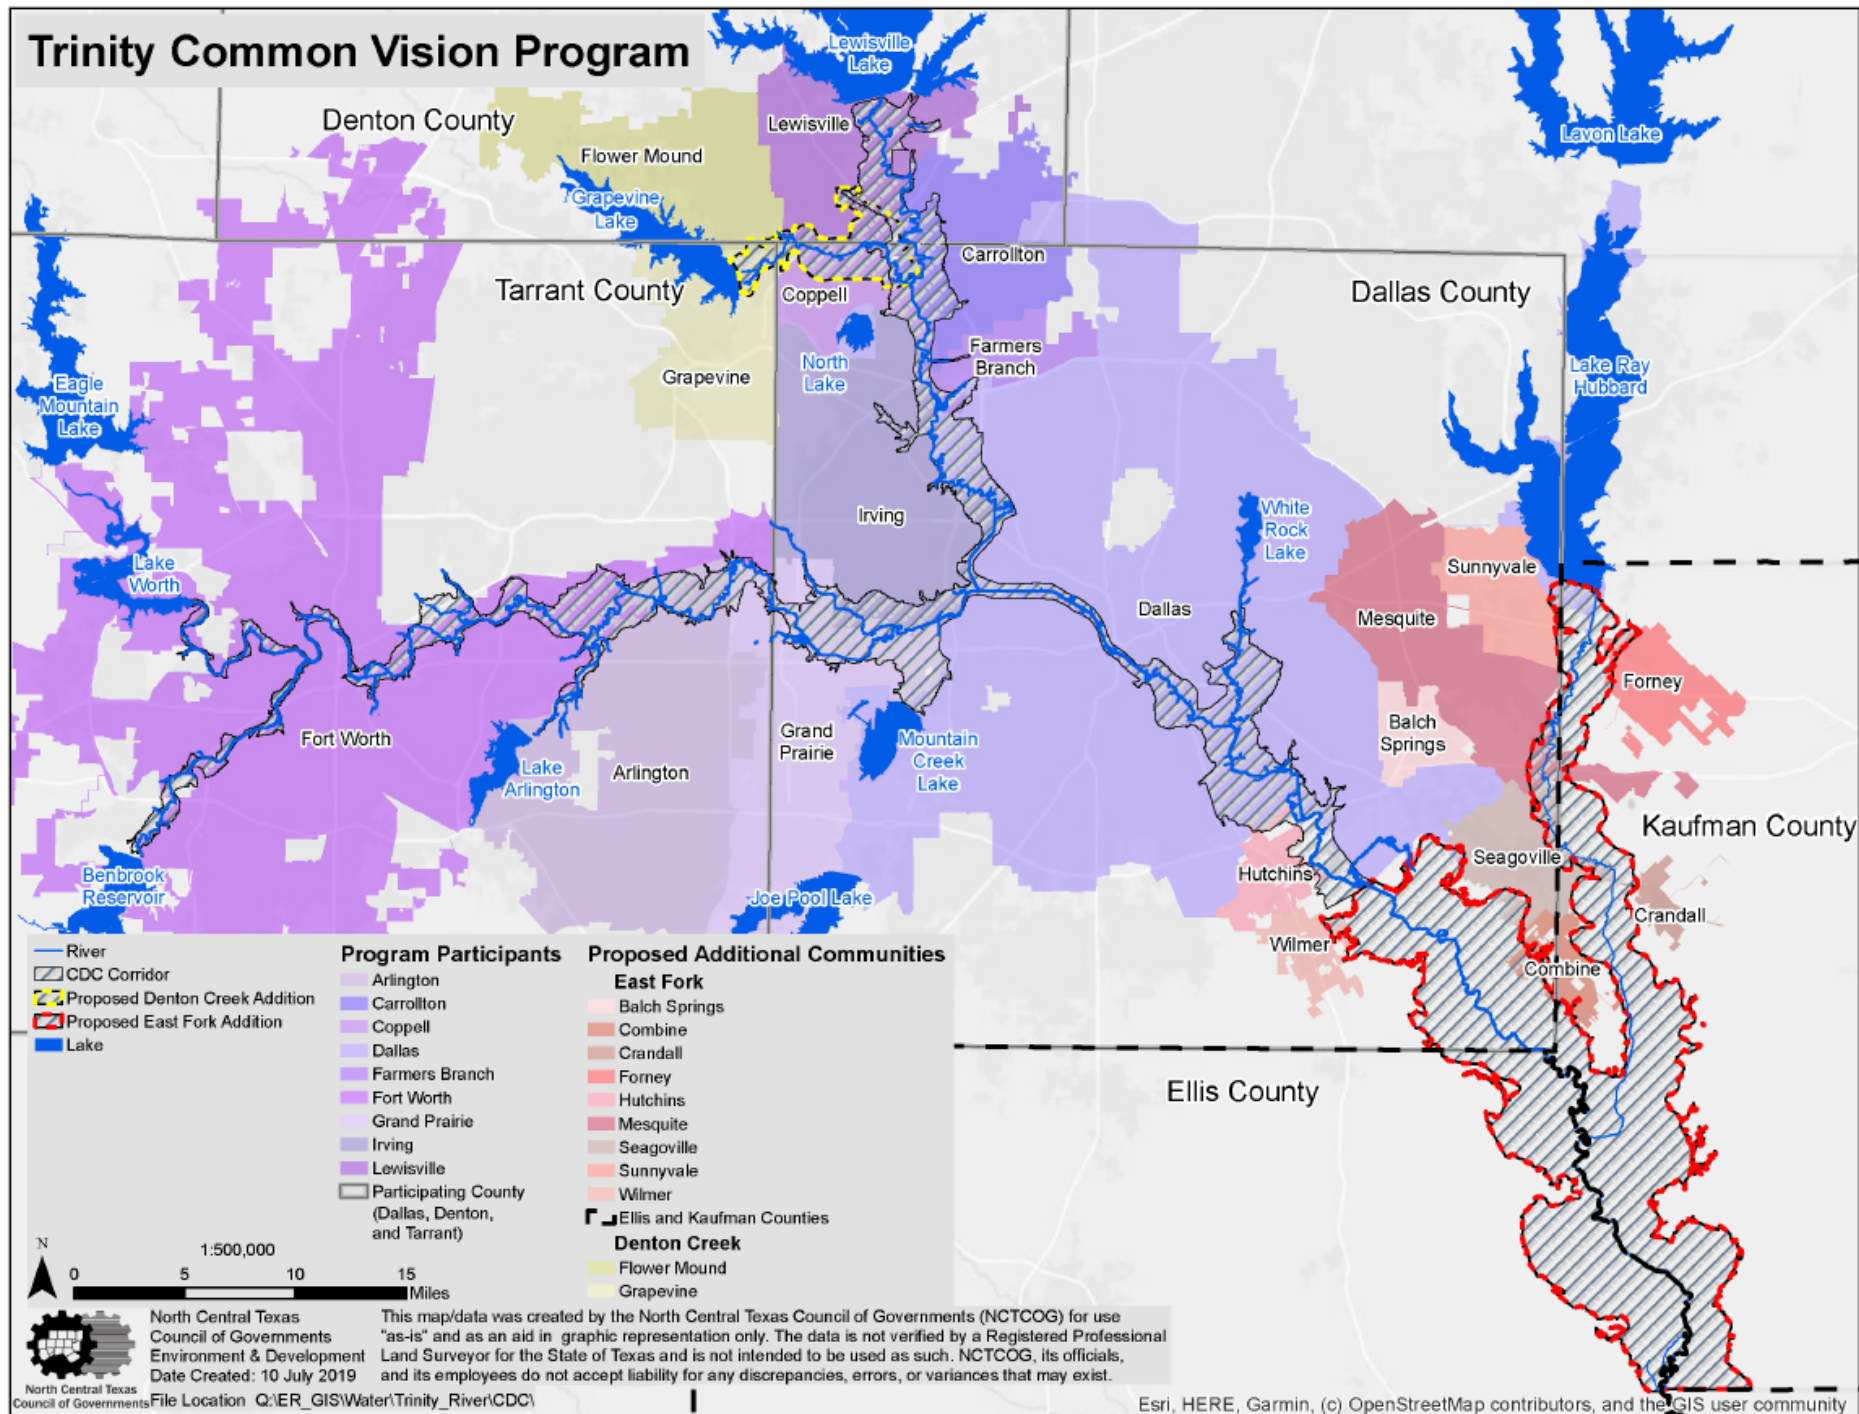 Trinity Common Vision Program
Lewisville
Lake
Denton County
Lewisville
Lavon Lake
Flower Mound
Grapevine
Lake
Carrollton
Tarrant County
Coppell
Dallas County
Farmers
Branch
North
Lake
Grapevine
Lake Ray
Hubbard
Eagle
Mountain
Lake
Irving
White
Rock
Lake
Lake
Worth
Sunnyvale
Dallas
Mesquite
Forney
Fort Worth
Grand
Prairie
Mountain
Creek
Lake
Balch
Springs
Lake
Arlington
Arlington
Kaufman County
Seagoville
Hutchins
Benbrook
Reservoir
Joe Pool Lake
Crandall
Wilmer
Combine
Ellis County
River
CDC Corridor
Proposed Denton Creek Addition
Proposed East Fork Addition
Lake
Program Participants
Arlington
Carrollton
Coppell
Dallas
Farmers Branch
Fort Worth
Grand Prairie
Irving
Lewisville
Participating County
(Dallas, Denton,
and Tarrant)
Proposed Additional Communities
East Fork
Balch Springs
Combine
Crandall
Forney
Hutchins
Mesquite
Seagoville
Sunnyvale
Wilmer
Ellis and Kaufman Counties
Denton Creek
Flower Mound
Grapevine
N
1:500,000
0 5 10 15
Miles
North Central Texas
Council of Governments
North Central Texas
Council of Governments
Environment & Development
Date Created: 10 July 2019
File Location Q:\ER_GIS\Water\Trinity_River\CDC\
This map/data was created by the North Central Texas Council of Governments (NCTCOG) for use
"as-is" and as an aid in graphic representation only. The data is not verified by a Registered Professional
Land Surveyor for the State of Texas and is not intended to be used as such. NCTCOG, its officials,
and its employees do not accept liability for any discrepancies, errors, or variances that may exist.
Esri, HERE, Garmin, (c) OpenStreetMap contributors, and the GIS user community